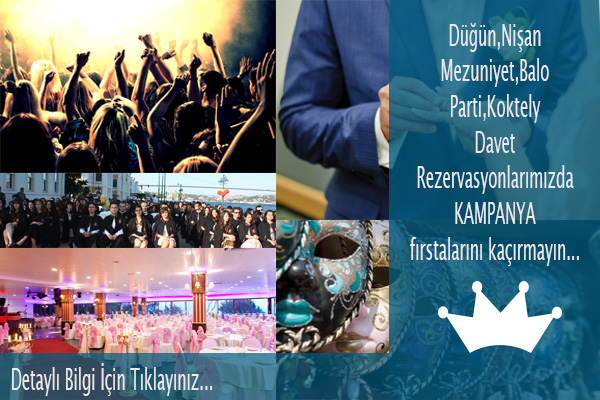 Düğün,Nişan
Mezuniyet,Balo
Parti,Koktely
Davet
Rezervasyonlarımızda
KAMPANYA
fırstalarını kaçırmayın...
Detaylı Bilgi İçin Tıklayınız...